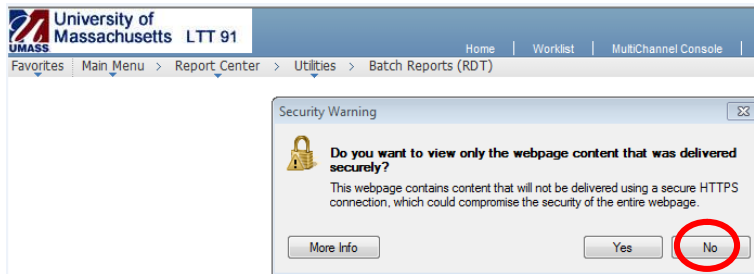 University of
Massachusetts LTT 91
UMASS
Home | Worklist | MultiChannel Console |
Favorites Main Menu > Report Center > Utilities > Batch Reports (RDT)
Security Warning
Do you want to view only the webpage content that was delivered
securely?
This webpage contains content that will not be delivered using a secure HTTPS
connection, which could compromise the security of the entire webpage.
More Info Yes No